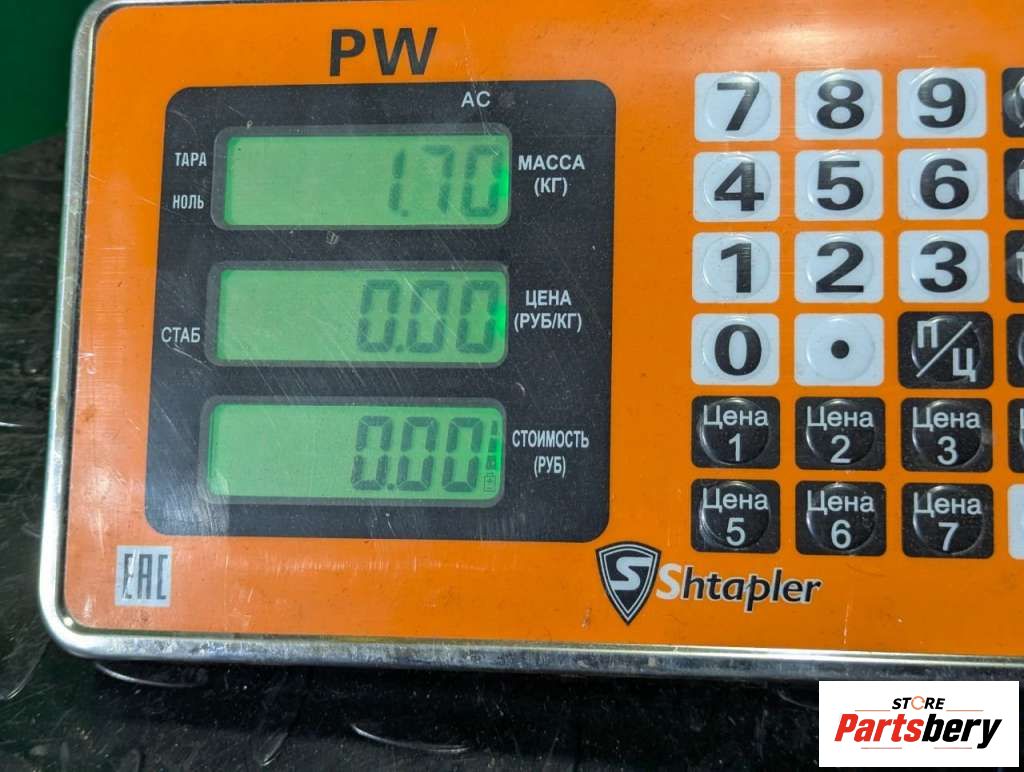 PW
AC
ТАРА
НОЛЬ
1.70
МАССА
(КГ)
СТАБ
0.00
ЦЕНА
(РУБ/КГ)
0.00
СТОИМОСТЬ
(РУБ)
7 8 9
4 5 6
1 2 3
0 . П/Ц
Цена 1
Цена 2
Цена 3
Цена 5
Цена 6
Цена 7
EAC
S Shtapler
STORE
Partsbery